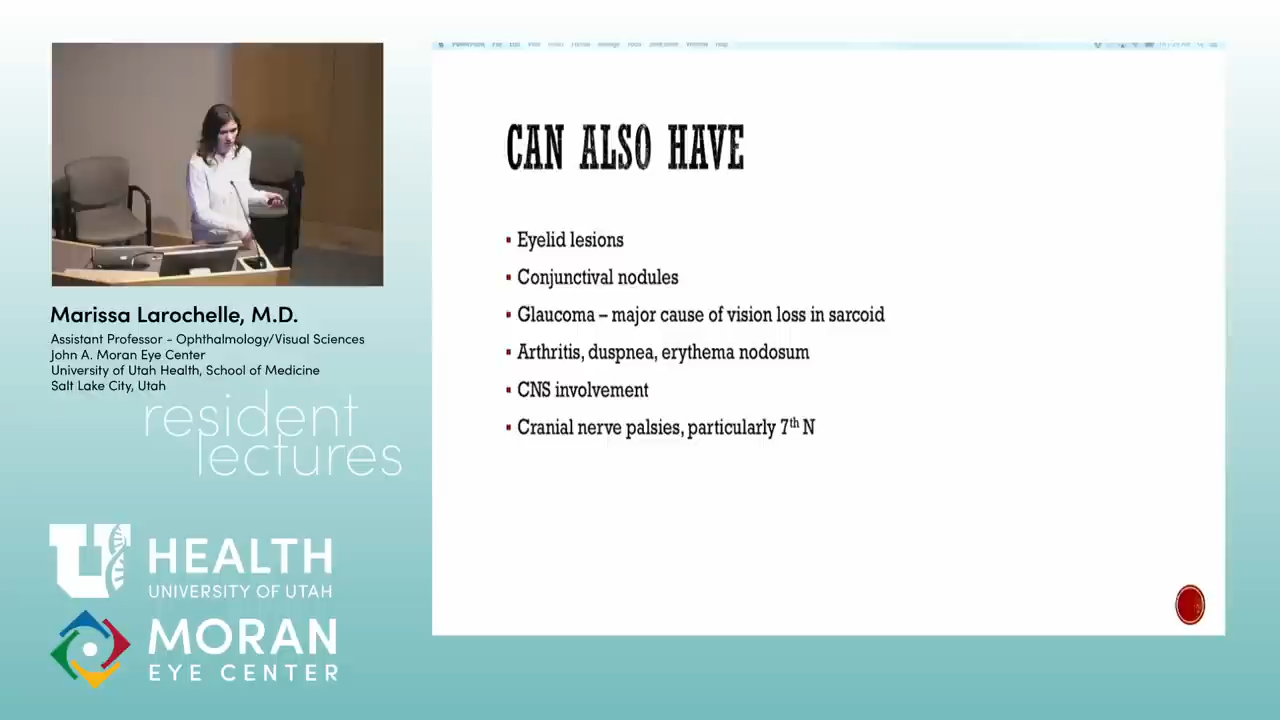 Marissa Larochelle, M.D.
Assistant Professor - Ophthalmology/Visual Sciences
John A. Moran Eye Center
University of Utah Health, School of Medicine
Salt Lake City, Utah
resident
lectures
U HEALTH
UNIVERSITY OF UTAH
MORAN
EYE CENTER
CAN ALSO HAVE
▪ Eyelid lesions
▪ Conjunctival nodules
▪ Glaucoma – major cause of vision loss in sarcoid
▪ Arthritis, duspnea, erythema nodosum
▪ CNS involvement
▪ Cranial nerve palsies, particularly 7th N